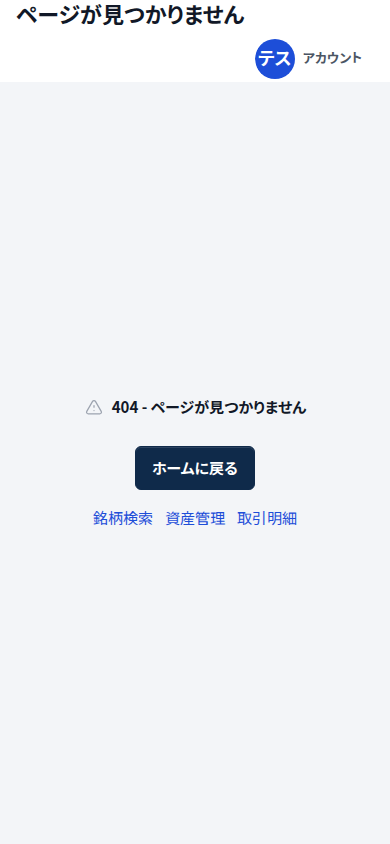 ページが見つかりません
テス アカウント
404 - ページが見つかりません
ホームに戻る
銘柄検索 資産管理 取引明細